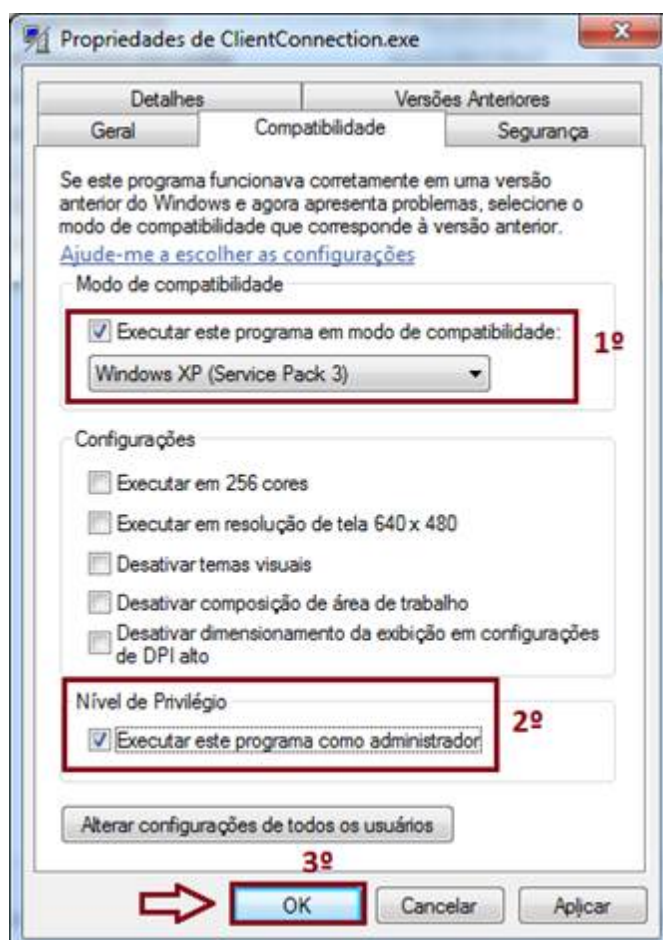 Propriedades de ClientConnection.exe
Detalhes
Versões Anteriores
Geral
Compatibilidade
Segurança
Se este programa funcionava corretamente em uma versão
anterior do Windows e agora apresenta problemas, selecione o
modo de compatibilidade que corresponde à versão anterior.
Ajude-me a escolher as configurações
Modo de compatibilidade
Executar este programa em modo de compatibilidade:
1º
Windows XP (Service Pack 3)
Configurações
Executar em 256 cores
Executar em resolução de tela 640 x 480
Desativar temas visuais
Desativar composição de área de trabalho
Desativar dimensionamento da exibição em configurações
de DPI alto
Nível de Privilégio
2º
Executar este programa como administrador
Alterar configurações de todos os usuários
3º
OK
Cancelar
Aplicar